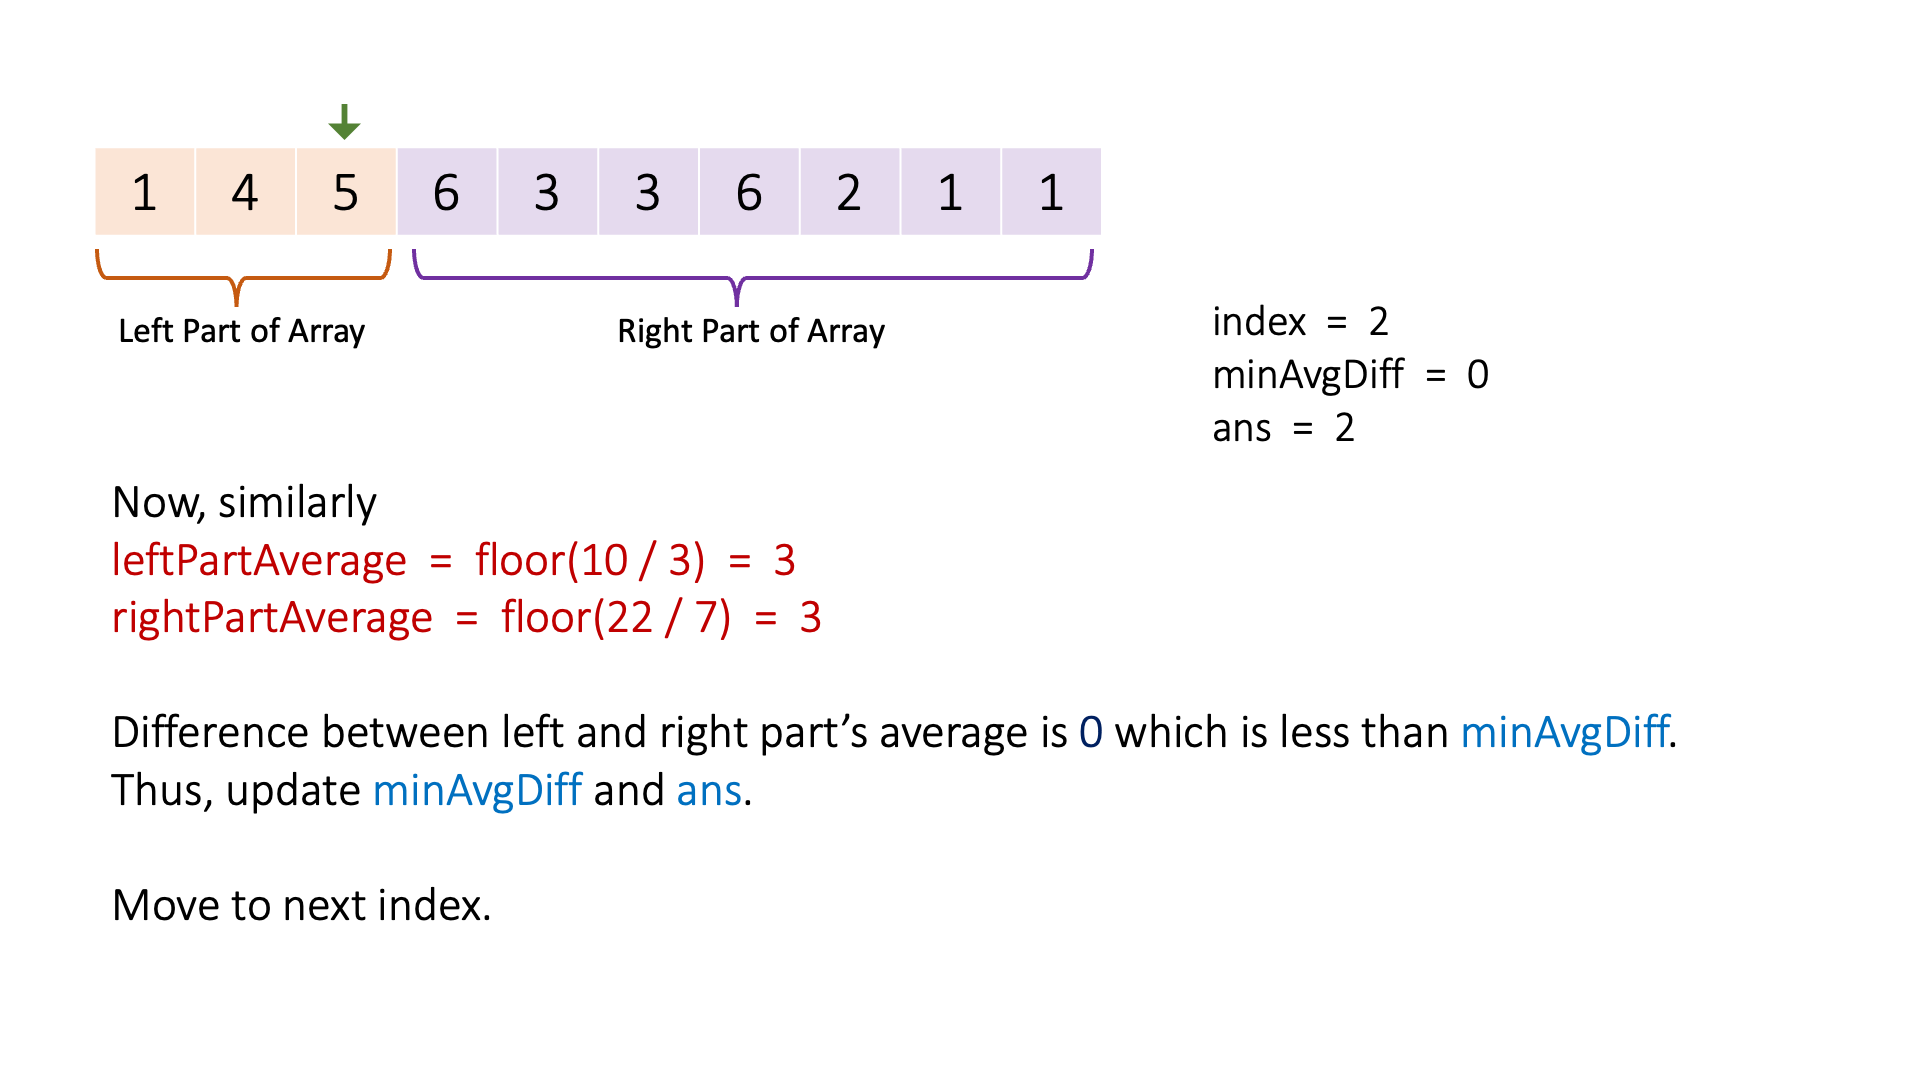 1 4 5 6 3 3 6 2 1 1
Left Part of Array
Right Part of Array
index = 2
minAvgDiff = 0
ans = 2
Now, similarly
leftPartAverage = floor(10 / 3) = 3
rightPartAverage = floor(22 / 7) = 3
Difference between left and right part’s average is 0 which is less than minAvgDiff.
Thus, update minAvgDiff and ans.
Move to next index.